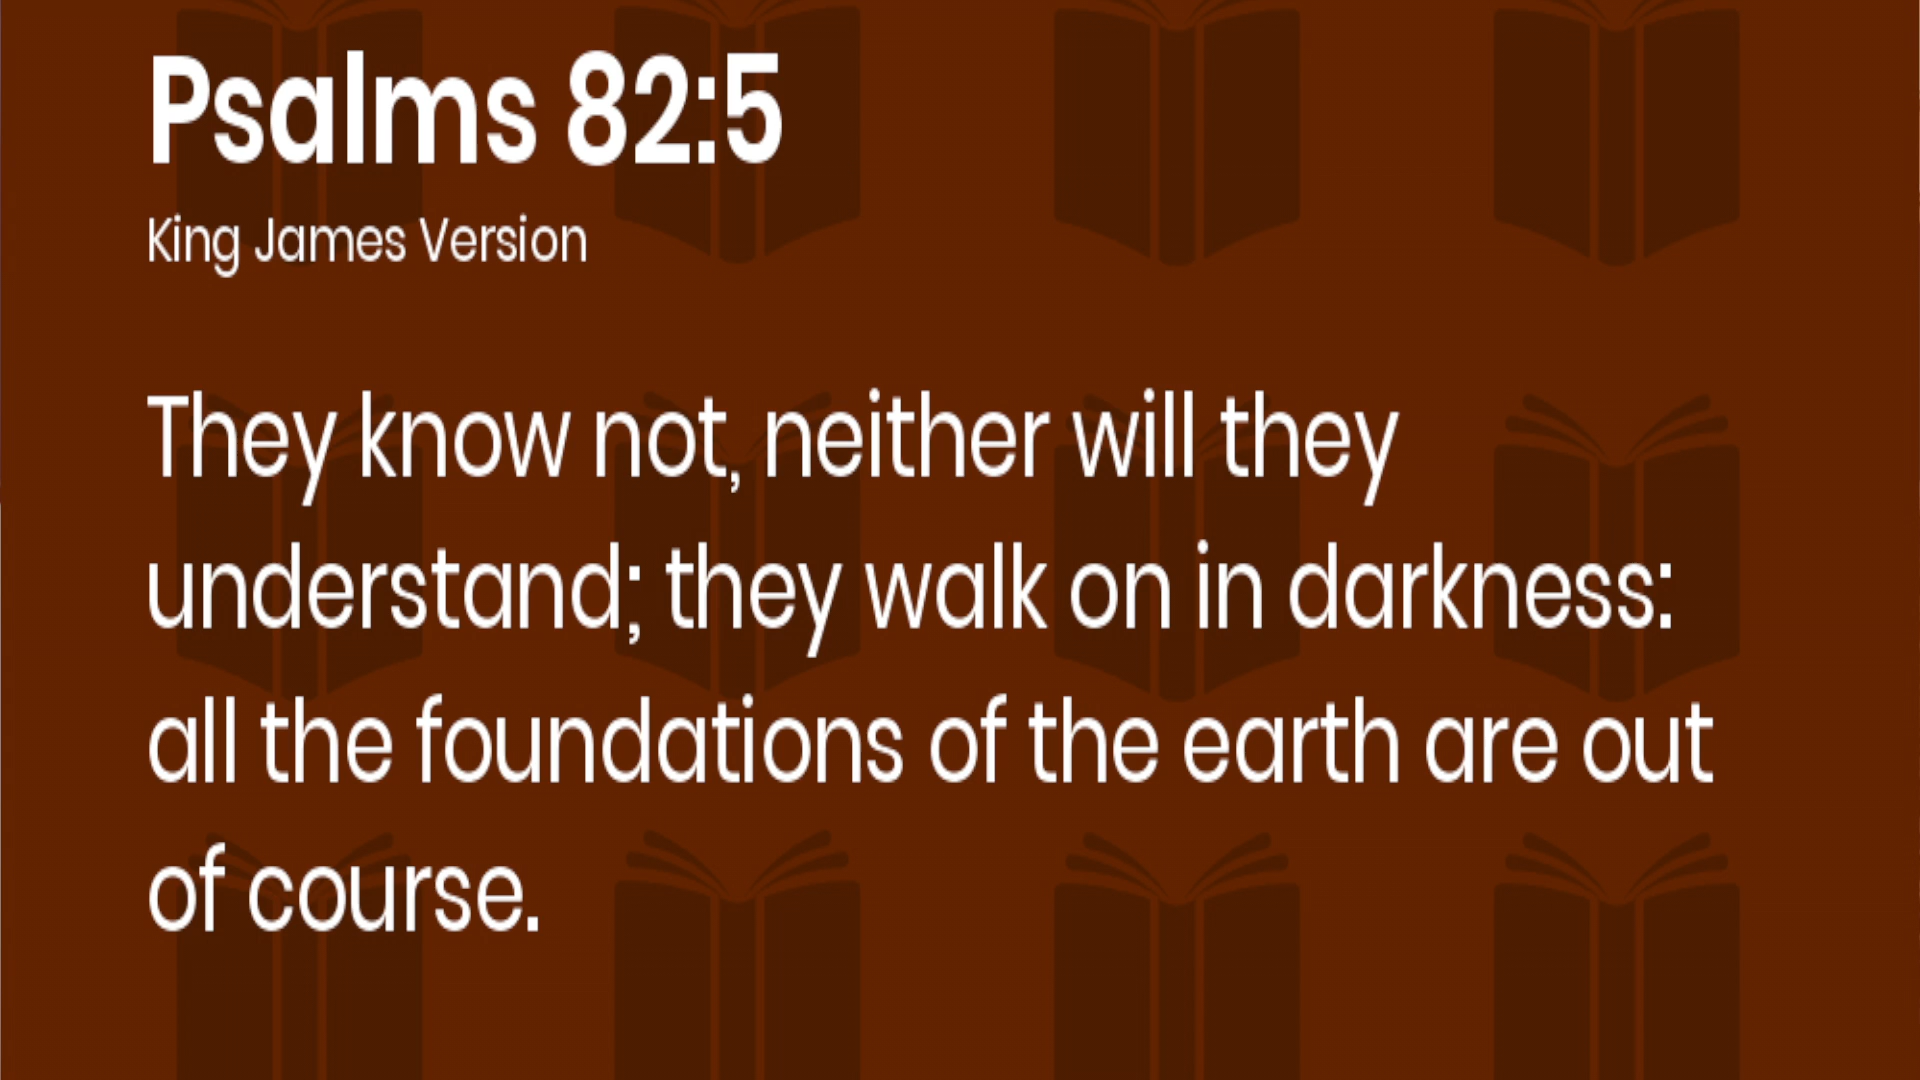 Psalms 82:5
King James Version
They know not, neither will they
understand; they walk on in darkness:
all the foundations of the earth are out
of course.